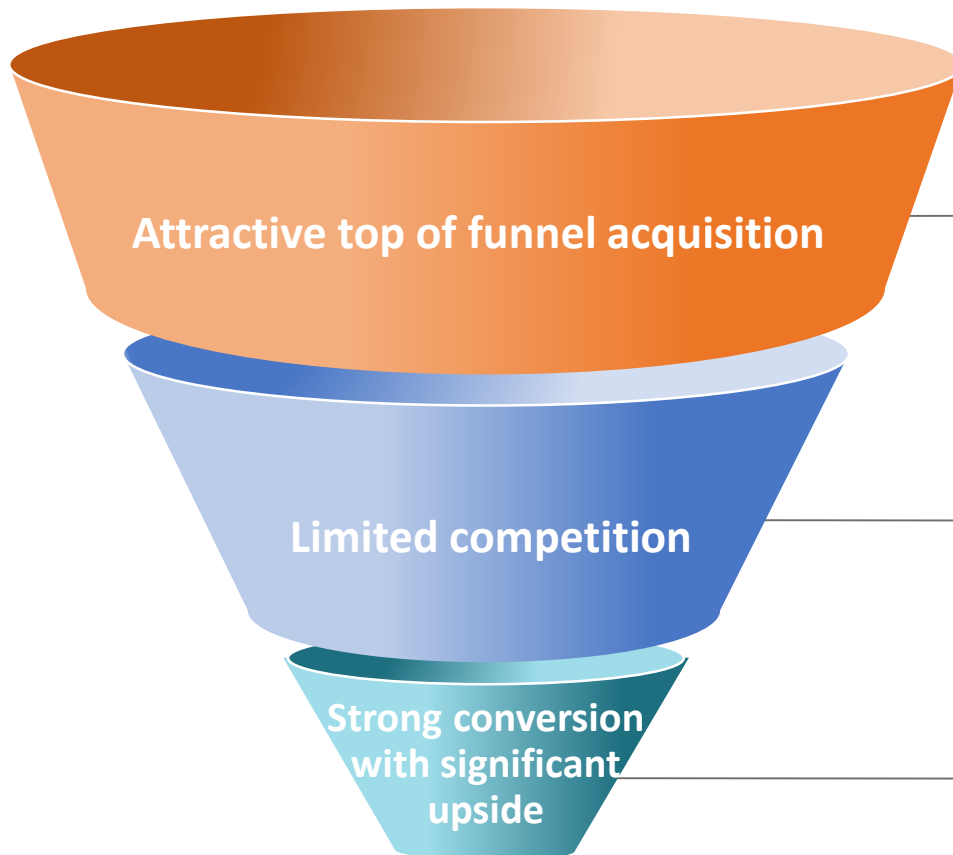 Attractive top of funnel acquisition
Limited competition
Strong conversion
with significant
upside